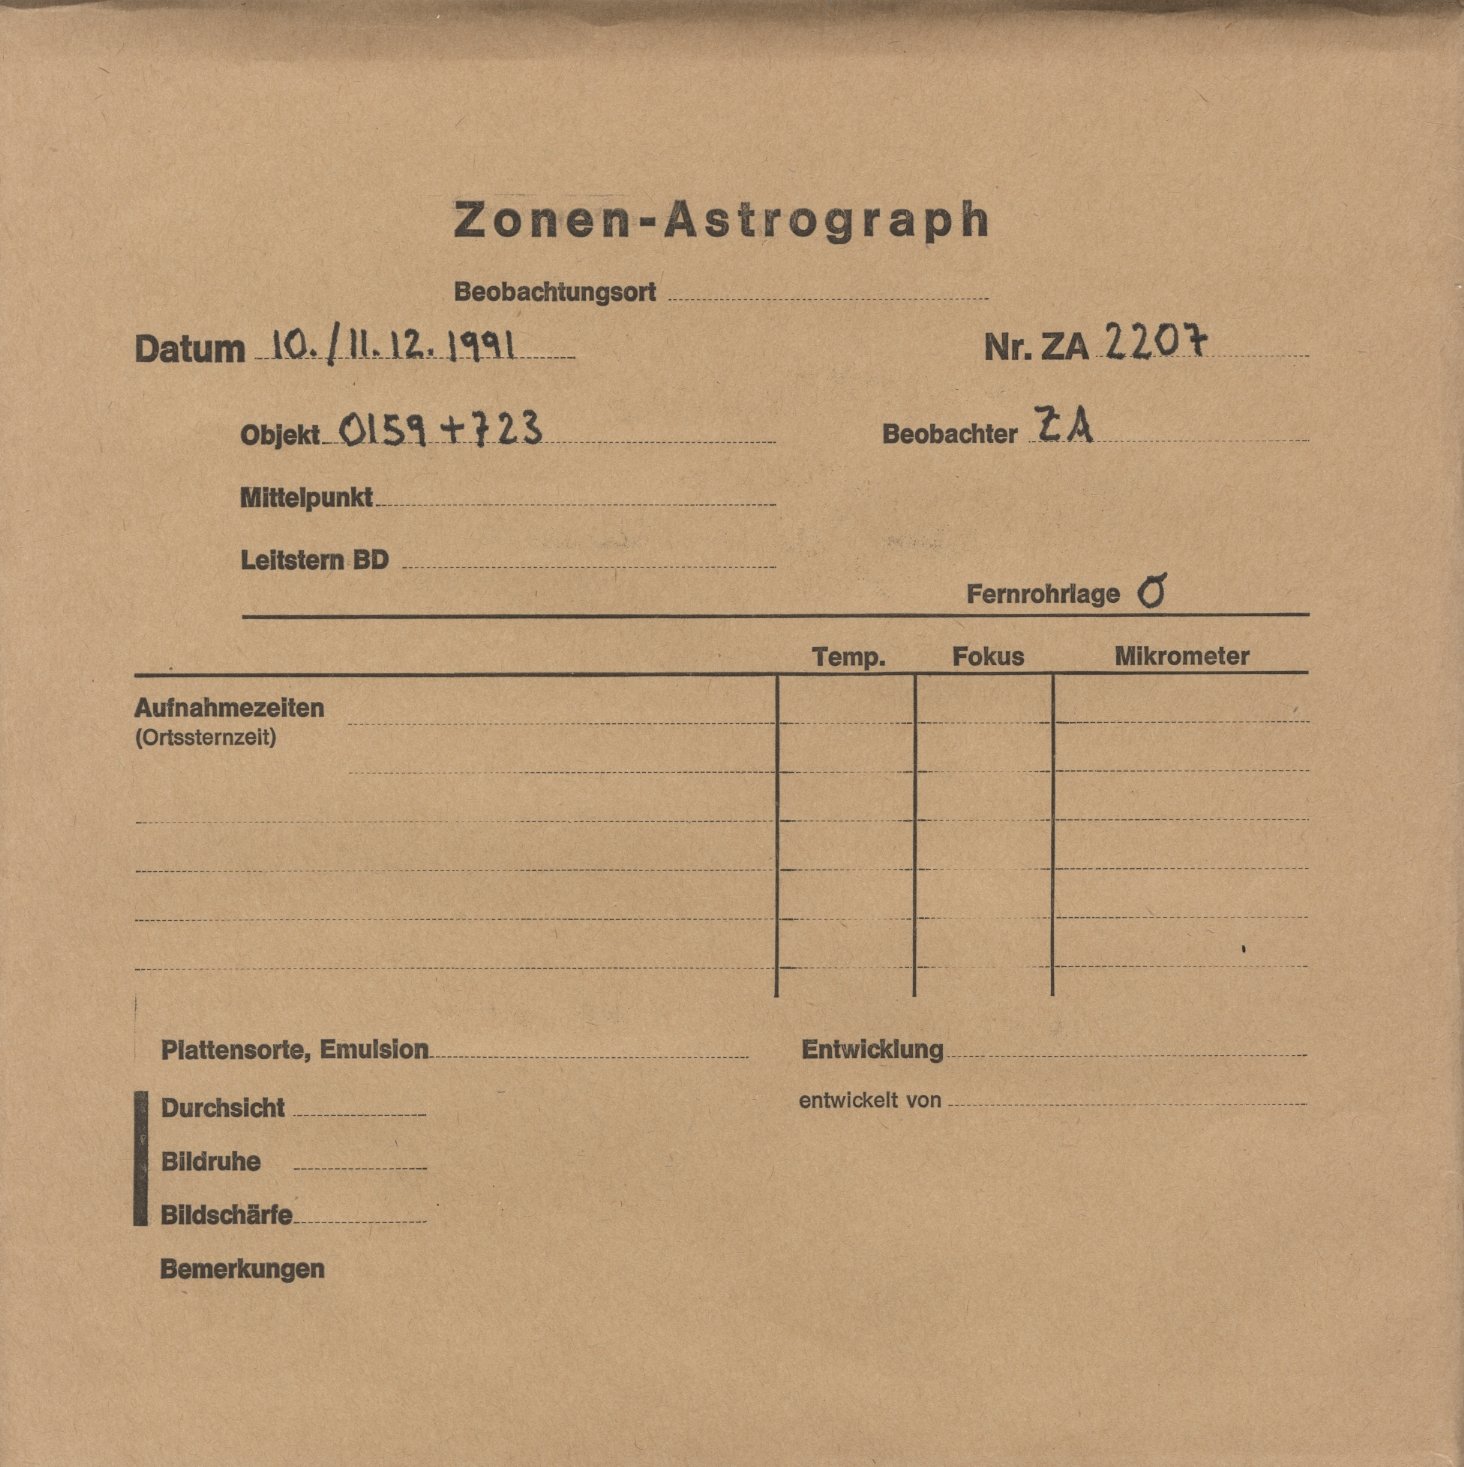 Zonen-Astrograph
Beobachtungsort
Datum 10./11.12.1991 Nr. ZA 2207
Objekt 0159+723 Beobachter ZA
Mittelpunkt
Leitstern BD
Fernrohrlage O
Temp. Fokus Mikrometer
Aufnahmezeiten
(Ortssternzeit)
Plattensorte, Emulsion Entwicklung
Durchsicht entwickelt von
Bildruhe
Bildschärfe
Bemerkungen